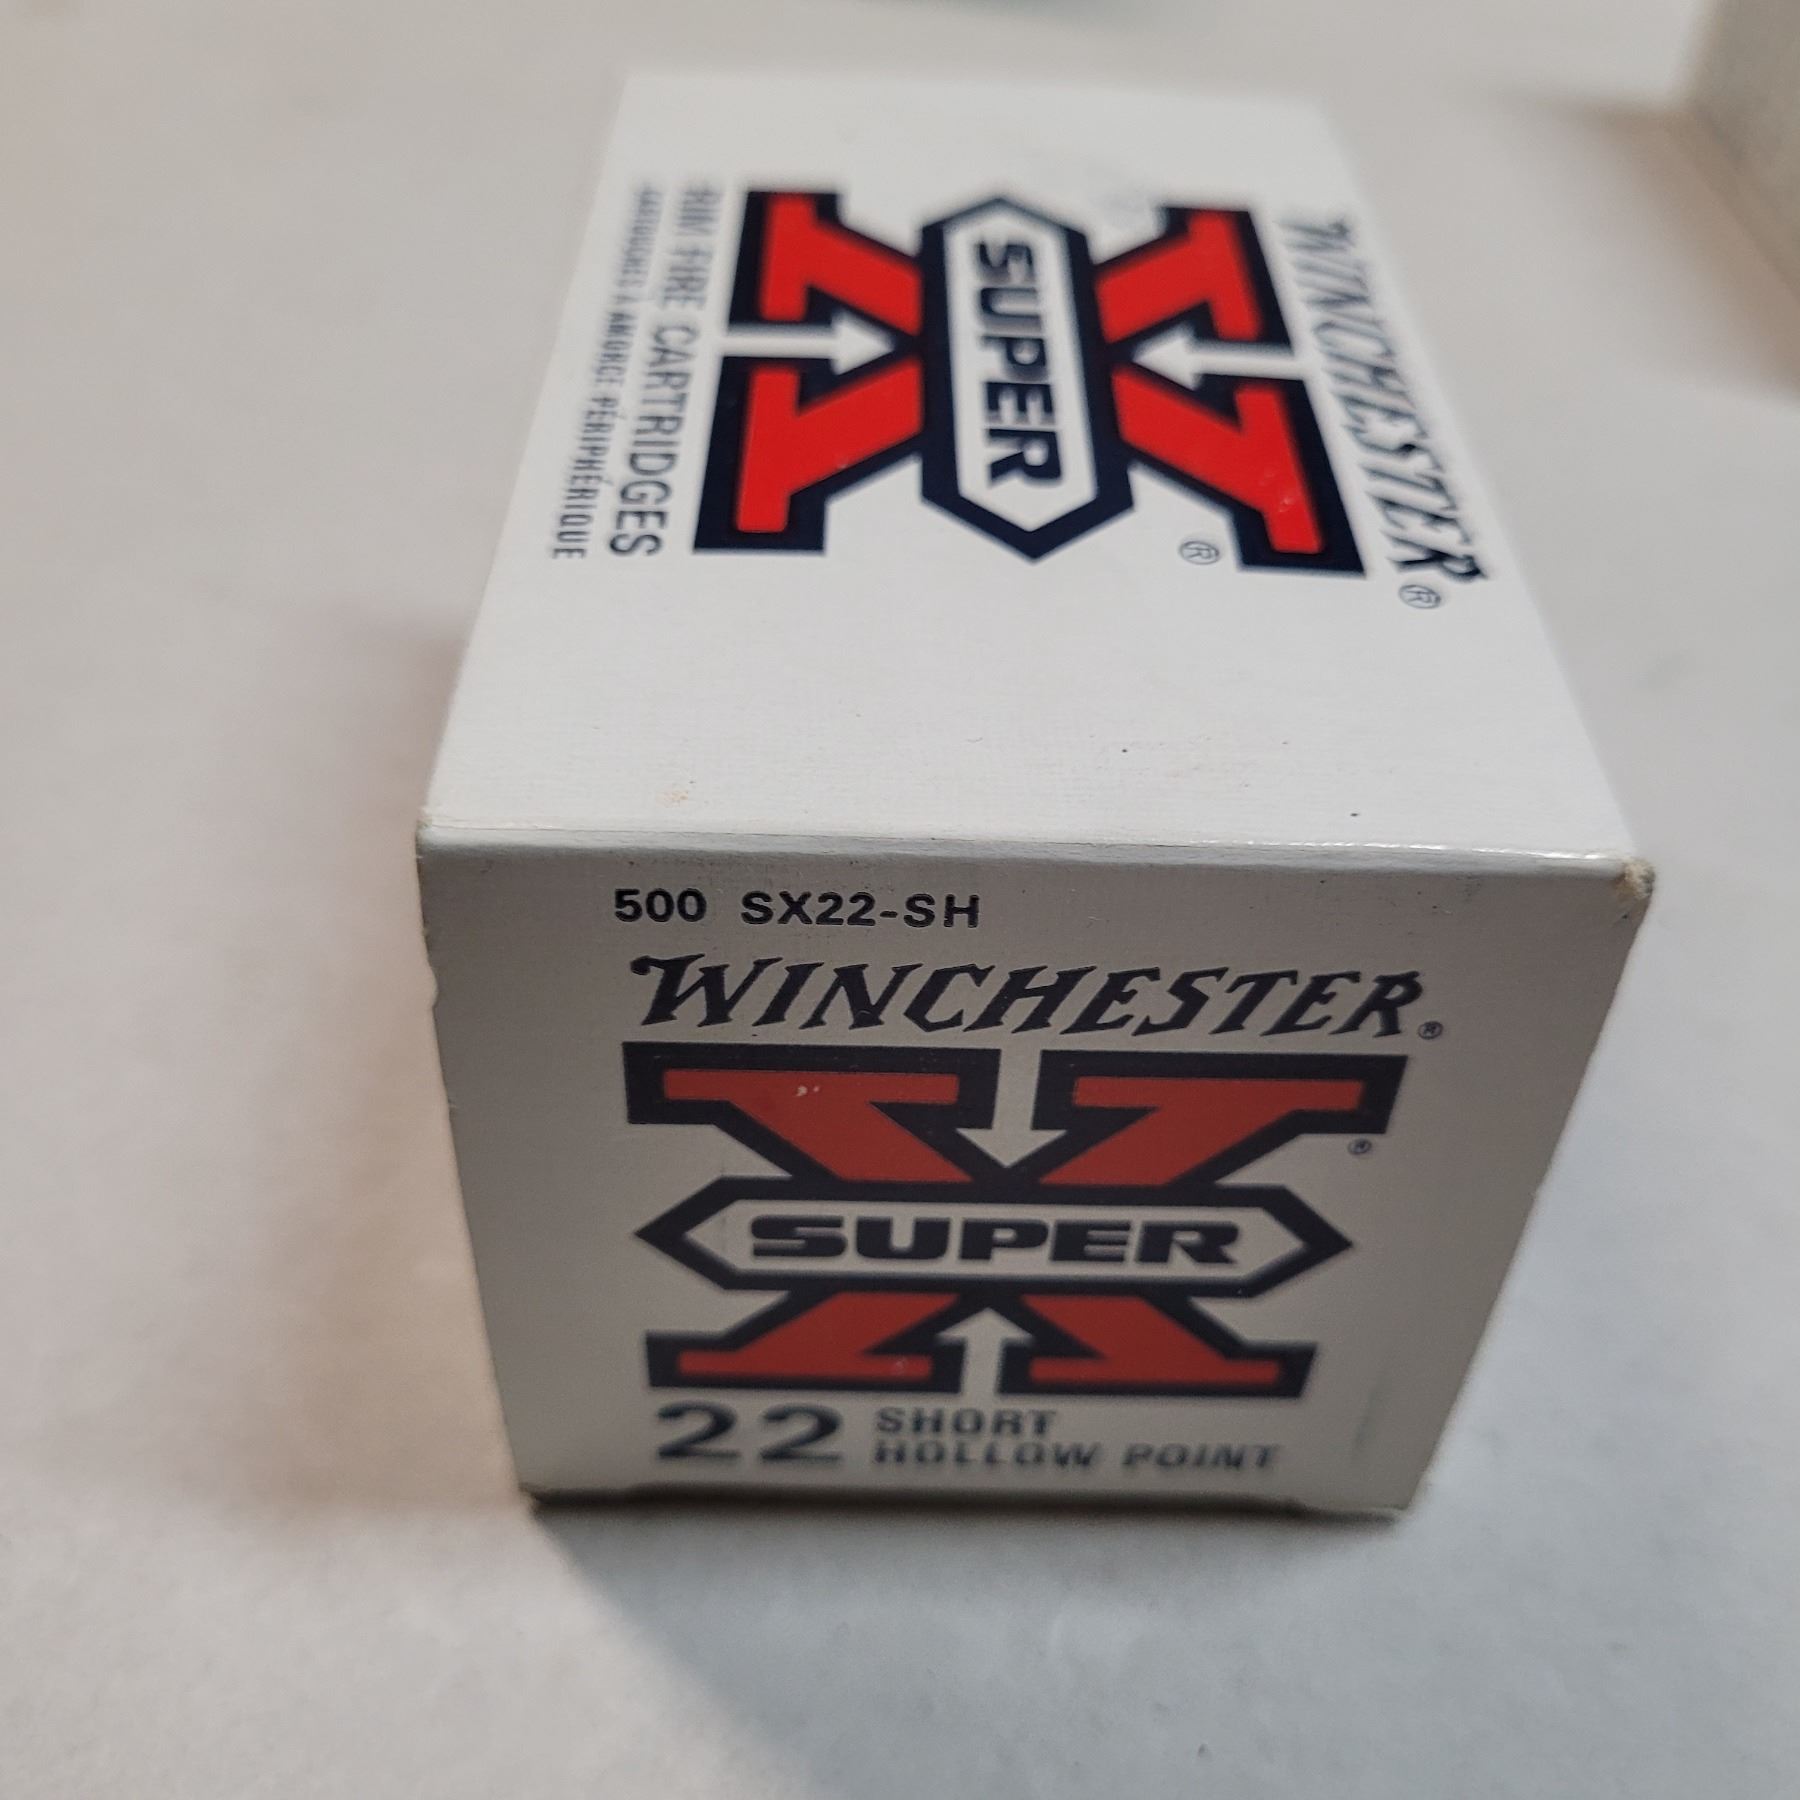 WINCHESTER®
SUPER
®
RIM FIRE CARTRIDGES
CARTOUCHES À AMORCE PÉRIPHÉRIQUE
500 SX22-SH
WINCHESTER®
®
SUPER
22 SHORT
HOLLOW POINT